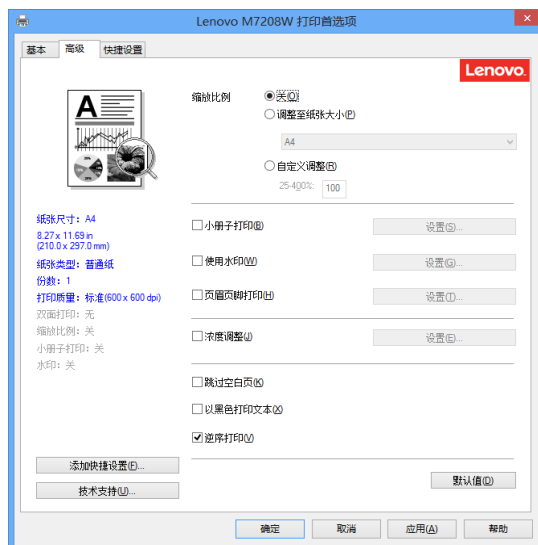 Lenovo M7208W 打印首选项
基本 高级 快捷设置
Lenovo.
缩放比例 关(O)
调整至纸张大小(P)
A4
自定义调整(R)
25-400%: 100
纸张尺寸：A4
8.27 x 11.69 in
(210.0 x 297.0 mm)
纸张类型：普通纸
份数：1
打印质量：标准(600 x 600 dpi)
双面打印：无
缩放比例：关
小册子打印：关
水印：关
小册子打印(B) 设置(S)...
使用水印(W) 设置(G)...
页眉页脚打印(H) 设置(T)...
浓度调整(J) 设置(E)...
跳过空白页(K)
以黑色打印文本(X)
逆序打印(V)
添加快捷设置(F)...
技术支持(U)...
默认值(D)
确定 取消 应用(A) 帮助